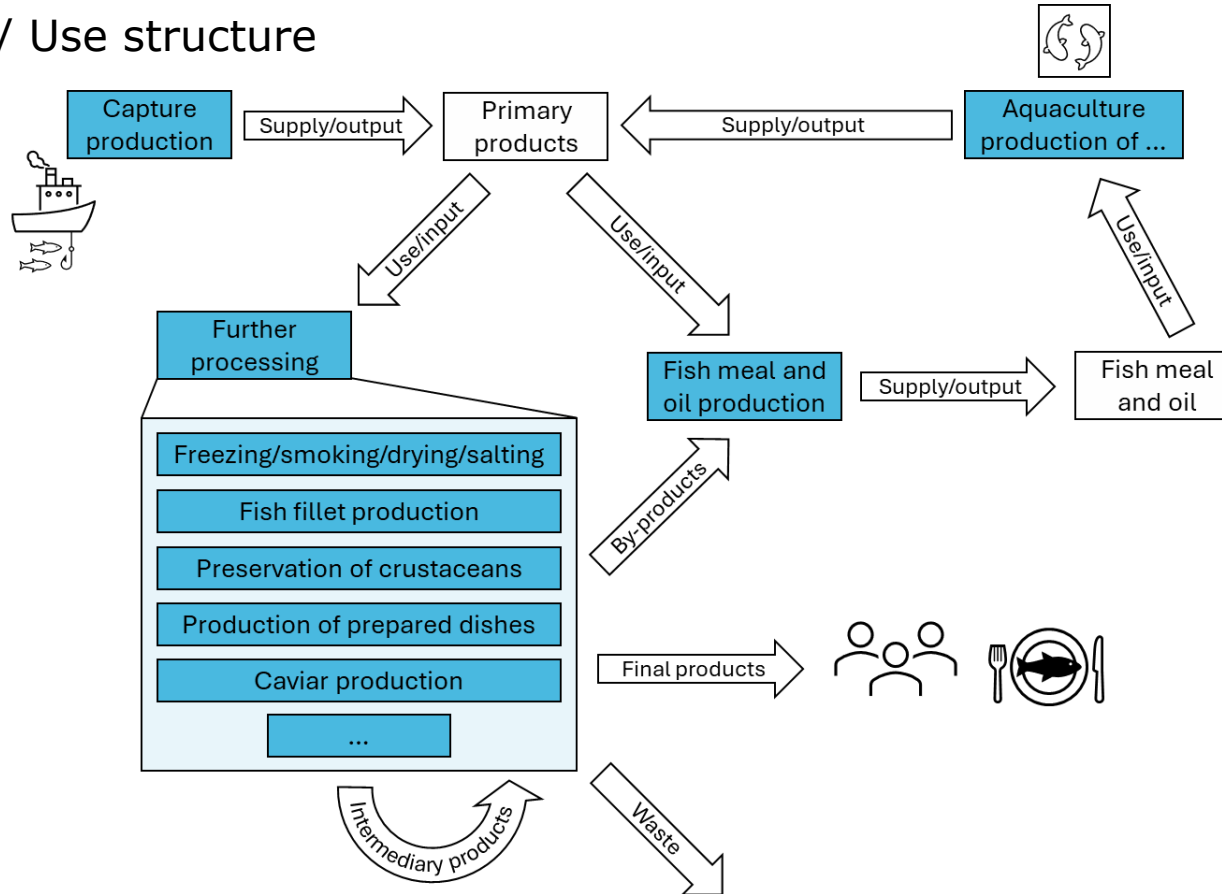 / Use structure
Capture
production
Supply/output
Primary
products
Supply/output
Aquaculture
production of ...
Use/input
Use/input
Use/input
Further
processing
Fish meal and
oil production
Supply/output
Fish meal
and oil
Freezing/smoking/drying/salting
Fish fillet production
Preservation of crustaceans
Production of prepared dishes
Caviar production
...
By-products
Final products
Intermediary products
Waste